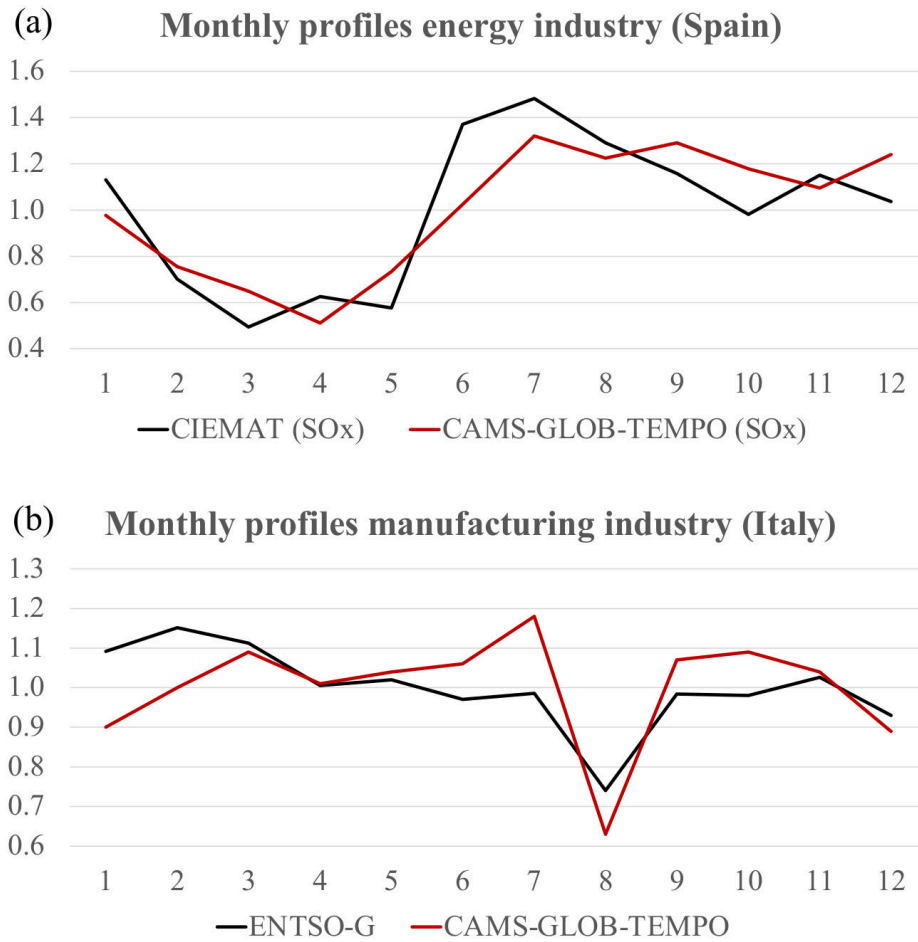 (a) Monthly profiles energy industry (Spain)
1.6
1.4
1.2
1.0
0.8
0.6
0.4
1 2 3 4 5 6 7 8 9 10 11 12
CIEMAT (SOx) CAMS-GLOB-TEMPO (SOx)
(b) Monthly profiles manufacturing industry (Italy)
1.3
1.2
1.1
1.0
0.9
0.8
0.7
0.6
1 2 3 4 5 6 7 8 9 10 11 12
ENTSO-G CAMS-GLOB-TEMPO